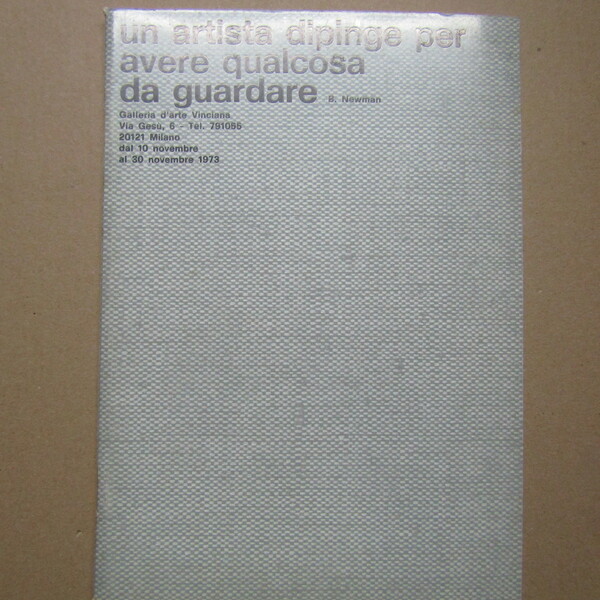 un artista dipinge per
avere qualcosa
da guardare B. Newman
Galleria d'arte Vinciana
Via Gesù, 6 - Tel. 791055
20121 Milano
dal 10 novembre
al 30 novembre 1973